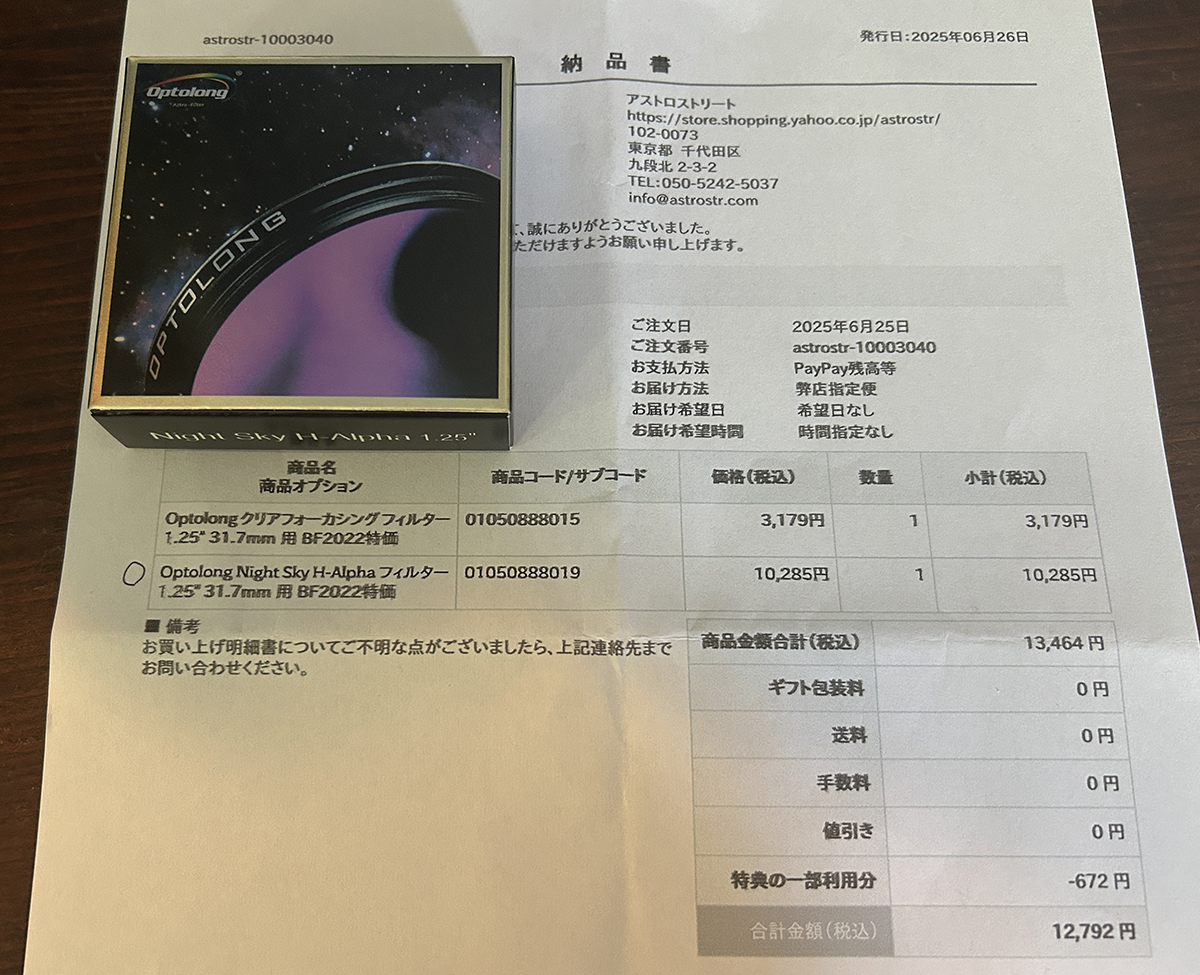 astrostr-10003040
発行日:2025年06月26日
納品書
Optolong
アストロストリート
https://store.shopping.yahoo.co.jp/astrostr/
102-0073
東京都 千代田区
九段北 2-3-2
TEL:050-5242-5037
info@astrostr.com
OPTOLONG
、誠にありがとうございました。
ただけますようお願い申し上げます。
Night Sky H-Alpha 1.25"
ご注文日 2025年6月25日
ご注文番号 astrostr-10003040
お支払方法 PayPay残高等
お届け方法 弊店指定便
お届け希望日 希望日なし
お届け希望時間 時間指定なし
商品名 商品コード/サブコード 価格(税込) 数量 小計(税込)
商品オプション
Optolong クリアフォーカシングフィルター 01050888015 3,179円 1 3,179円
1.25" 31.7mm 用 BF2022特価
Optolong Night Sky H-Alpha フィルター 01050888019 10,285円 1 10,285円
1.25" 31.7mm 用 BF2022特価
■ 備考
お買い上げ明細書についてご不明な点がございましたら、上記連絡先まで
お問い合わせください。
商品金額合計(税込) 13,464 円
ギフト包装料 0 円
送料 0 円
手数料 0 円
値引き 0 円
特典の一部利用分 -672 円
合計金額(税込) 12,792 円